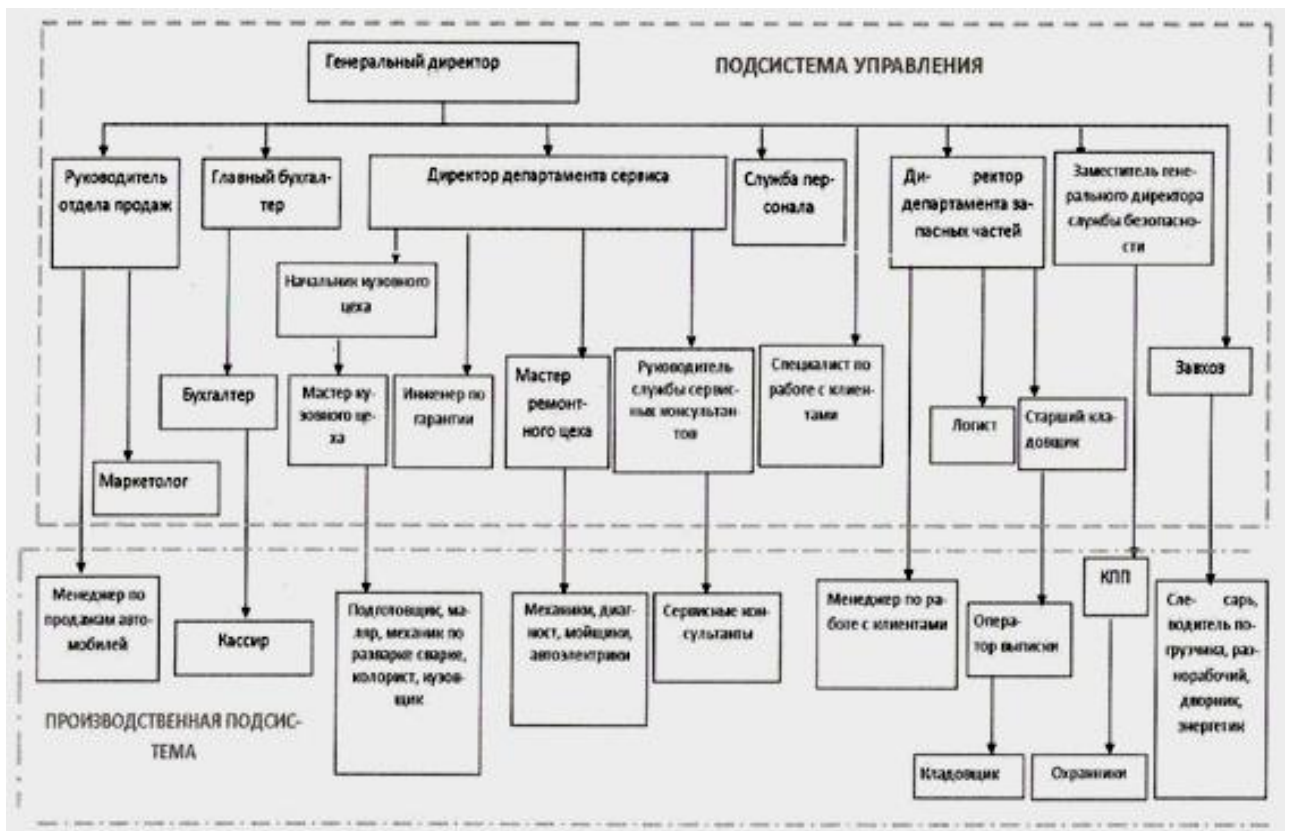 Генеральный директор
ПОДСИСТЕМА УПРАВЛЕНИЯ
Руководитель
отдела продаж
Главный бухгал-
тер
Директор департамента сервиса
Служба пер-
сонала
Ди- ректор
департамента за-
пасных частей
Заместитель гене-
рального директора
службы безопасно-
сти
Начальник кузовного
цеха
Бухгалтер
Мастер ку-
зовного це-
ха
Инженер по
гарантии
Мастер
ремонт-
ного цеха
Руководитель
службы сервис-
ных консультан-
тов
Специалист по
работе с клиен-
тами
Логист
Старший кла-
довщик
Завхоз
Маркетолог
Менеджер по
продажам авто-
мобилей
Кассир
Подготовщик, ма-
ляр, механик по
разварке сварке,
колорист, кузов-
щик
Механики, диаг-
ност, мойщики,
автоэлектрики
Сервисные кон-
сультанты
Менеджер по ра-
боте с клиентами
Опера-
тор выписки
КПП
Сле- сарь,
водитель по-
грузчика, раз-
норабочий,
дворник,
энергетик
ПРОИЗВОДСТВЕННАЯ ПОДСИС-
ТЕМА
Кладовщик
Охранники